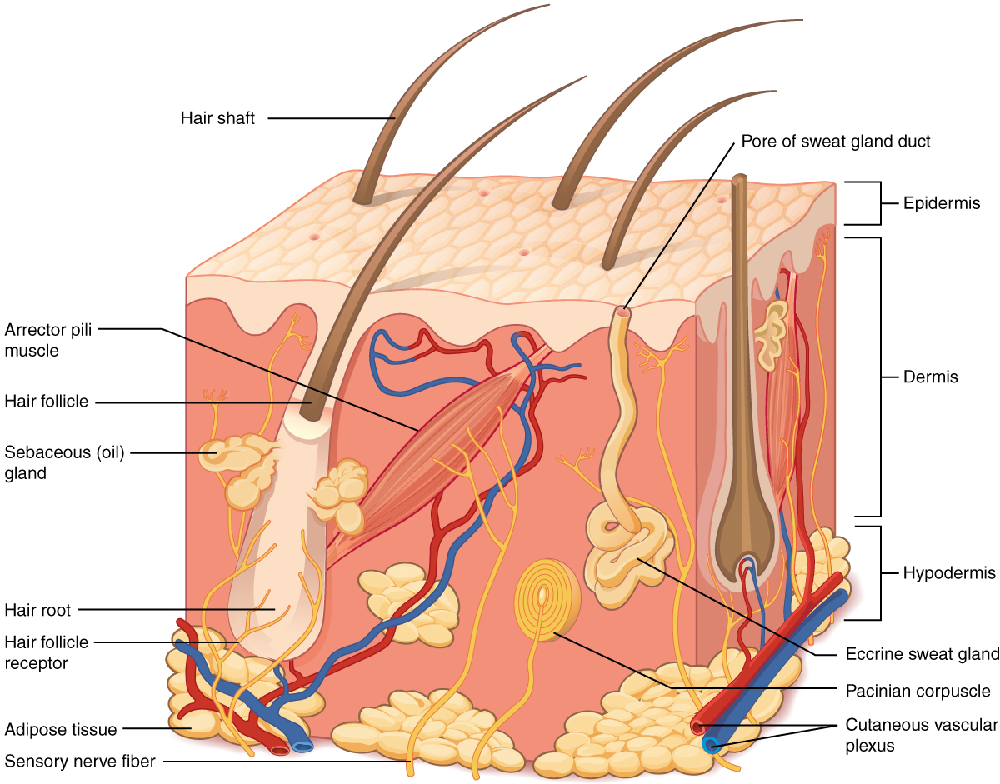 Hair shaft
Pore of sweat gland duct
Epidermis
Arrector pili
muscle
Dermis
Hair follicle
Sebaceous (oil)
gland
Hypodermis
Hair root
Hair follicle
receptor
Eccrine sweat gland
Pacinian corpuscle
Adipose tissue
Cutaneous vascular
plexus
Sensory nerve fiber